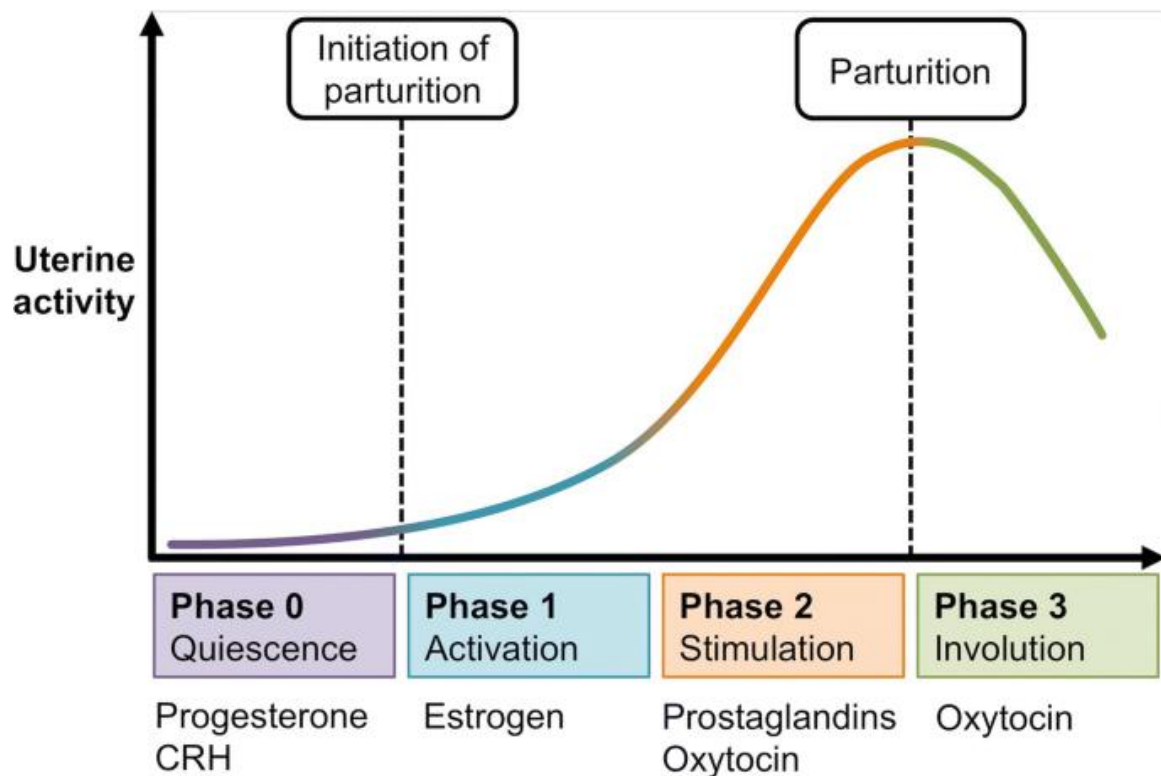 Initiation of
parturition
Parturition
Uterine
activity
Phase 0
Quiescence
Phase 1
Activation
Phase 2
Stimulation
Phase 3
Involution
Progesterone
CRH
Estrogen
Prostaglandins
Oxytocin
Oxytocin